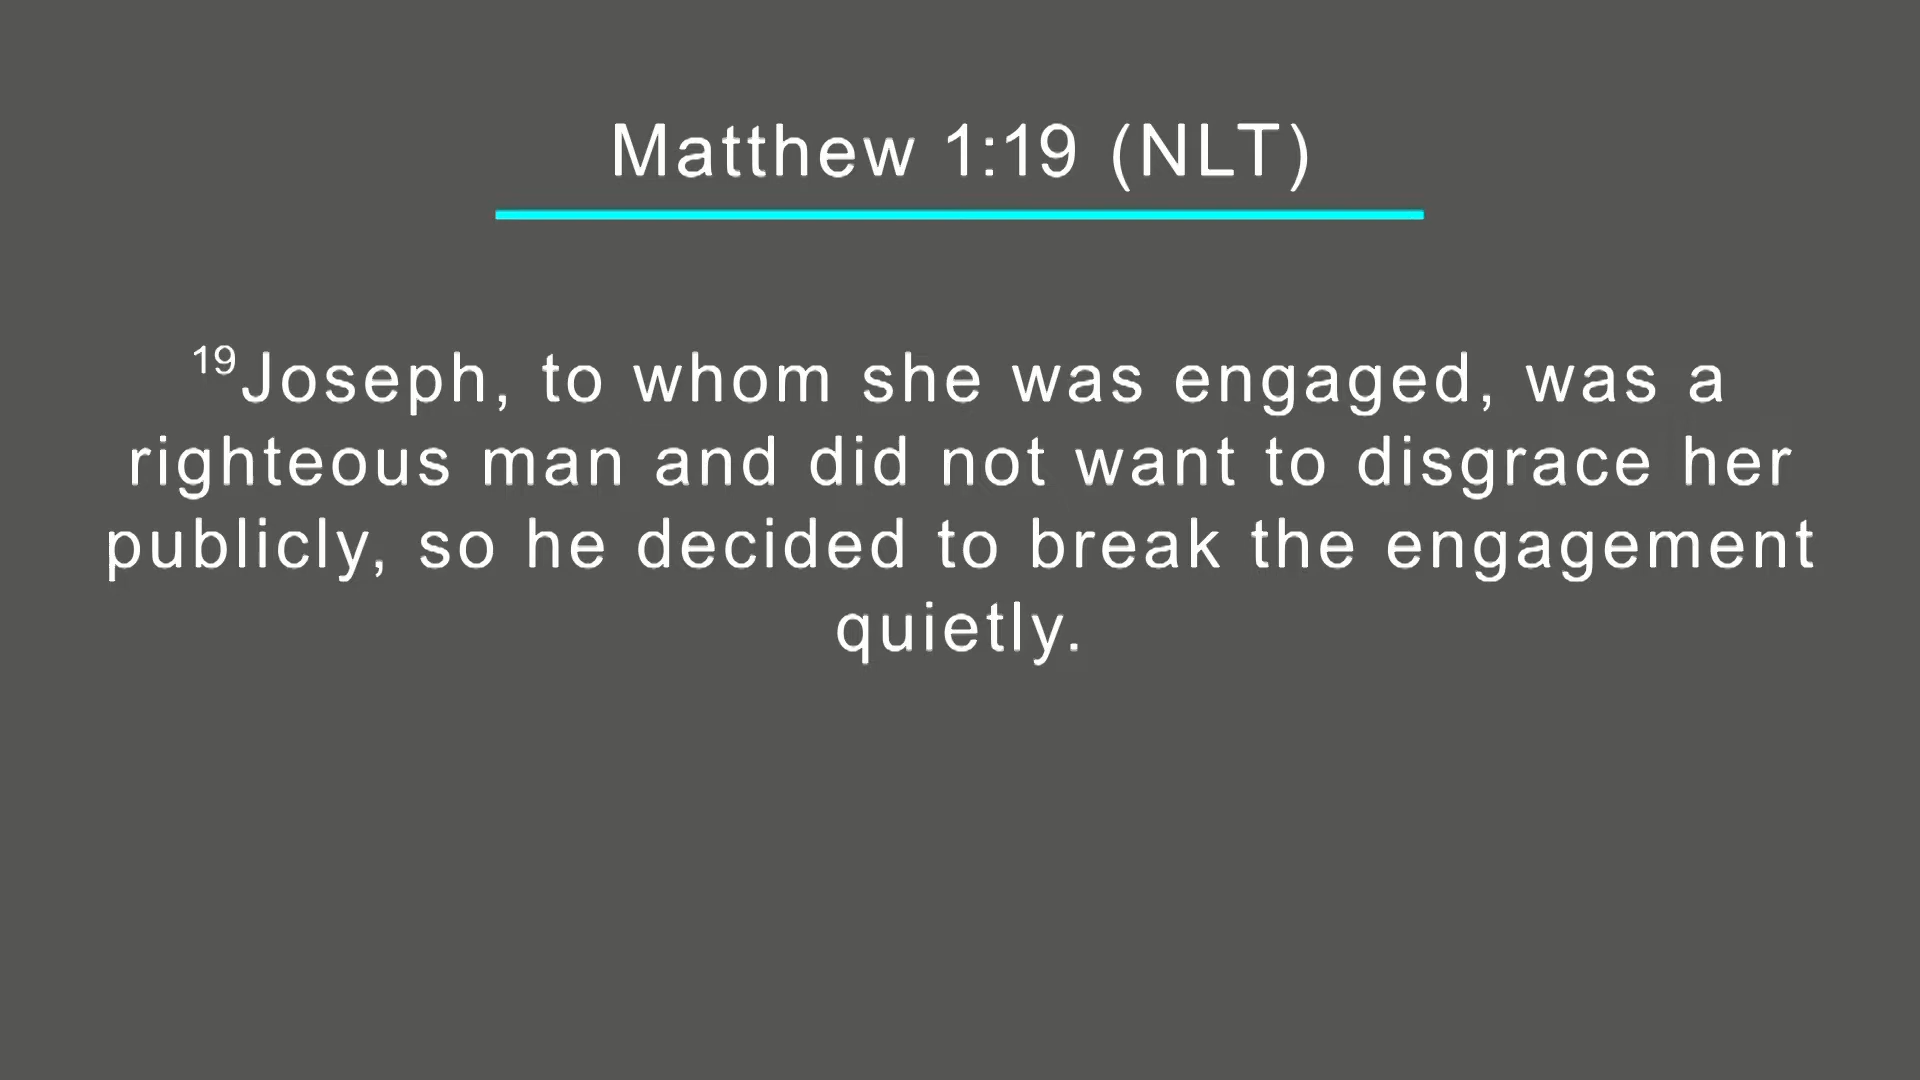 Matthew 1:19 (NLT)
19Joseph, to whom she was engaged, was a
righteous man and did not want to disgrace her
publicly, so he decided to break the engagement
quietly.